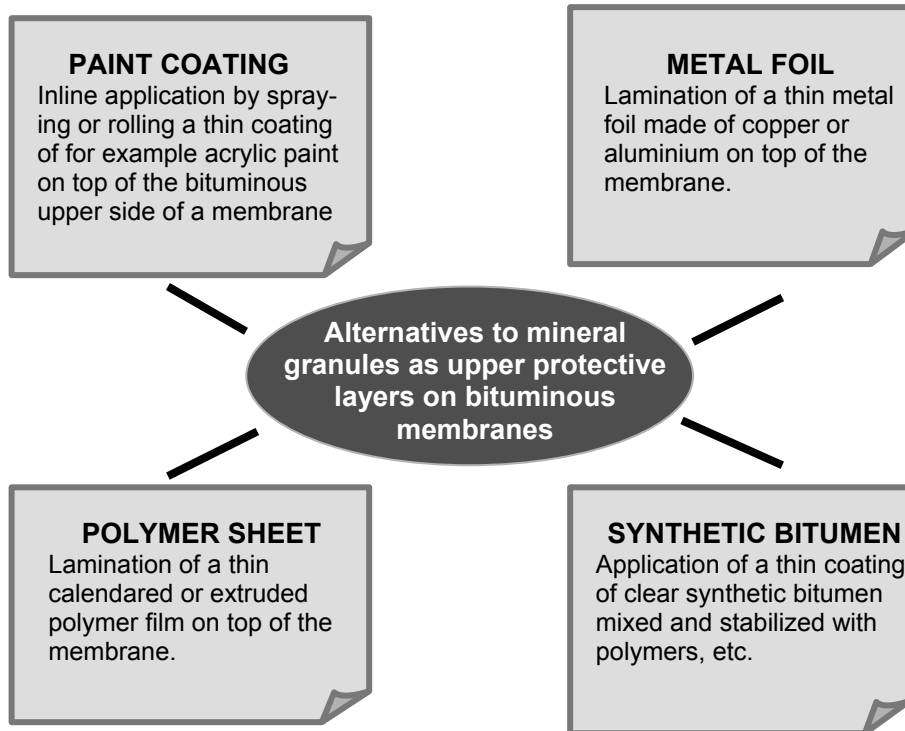 PAINT COATING
Inline application by spray-
ing or rolling a thin coating
of for example acrylic paint
on top of the bituminous
upper side of a membrane
METAL FOIL
Lamination of a thin metal
foil made of copper or
aluminium on top of the
membrane.
Alternatives to mineral
granules as upper protective
layers on bituminous
membranes
POLYMER SHEET
Lamination of a thin
calendared or extruded
polymer film on top of the
membrane.
SYNTHETIC BITUMEN
Application of a thin coating
of clear synthetic bitumen
mixed and stabilized with
polymers, etc.